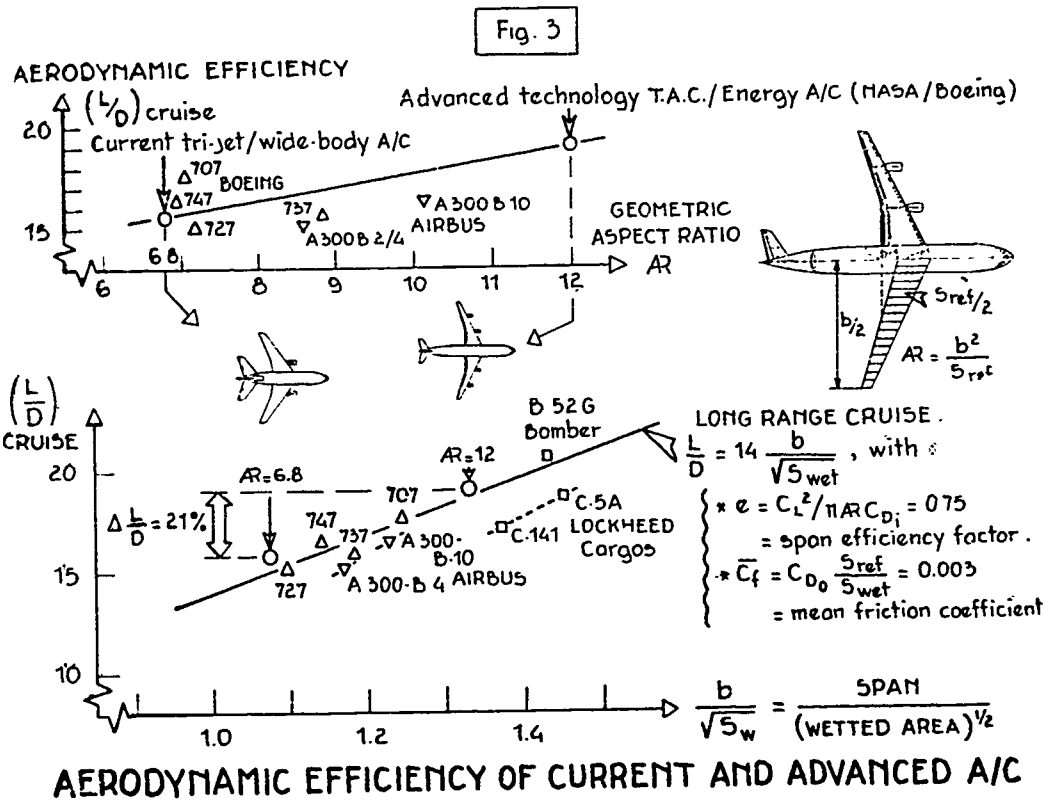 Fig. 3
AERODYNAMIC EFFICIENCY
(L/D) cruise
Advanced technology T.A.C./Energy A/C (NASA/Boeing)
20
Current tri-jet/wide-body A/C
707
BOEING
747
727
737
A300 B 2/4
A 300 B 10
AIRBUS
15
GEOMETRIC
ASPECT RATIO
AR
6.8
6 8 9 10 11 12
Sref/2
b/2
AR = b²/Sref
(L/D)
CRUISE
B 52G
Bomber
LONG RANGE CRUISE.
L/D = 14 b/√Swet, with :
20
AR=6.8
AR=12
707
Δ L/D = 21%
747
737
A 300-
B-10
AIRBUS
A 300-B 4
727
C-5A
C-141
LOCKHEED
Cargos
* e = CL²/πAR CDi = 0.75
= span efficiency factor.
* C̅f = CD0 Sref/Swet = 0.003
= mean friction coefficient
15
10
1.0 1.2 1.4
b/√Sw = SPAN/(WETTED AREA)^1/2
AERODYNAMIC EFFICIENCY OF CURRENT AND ADVANCED A/C